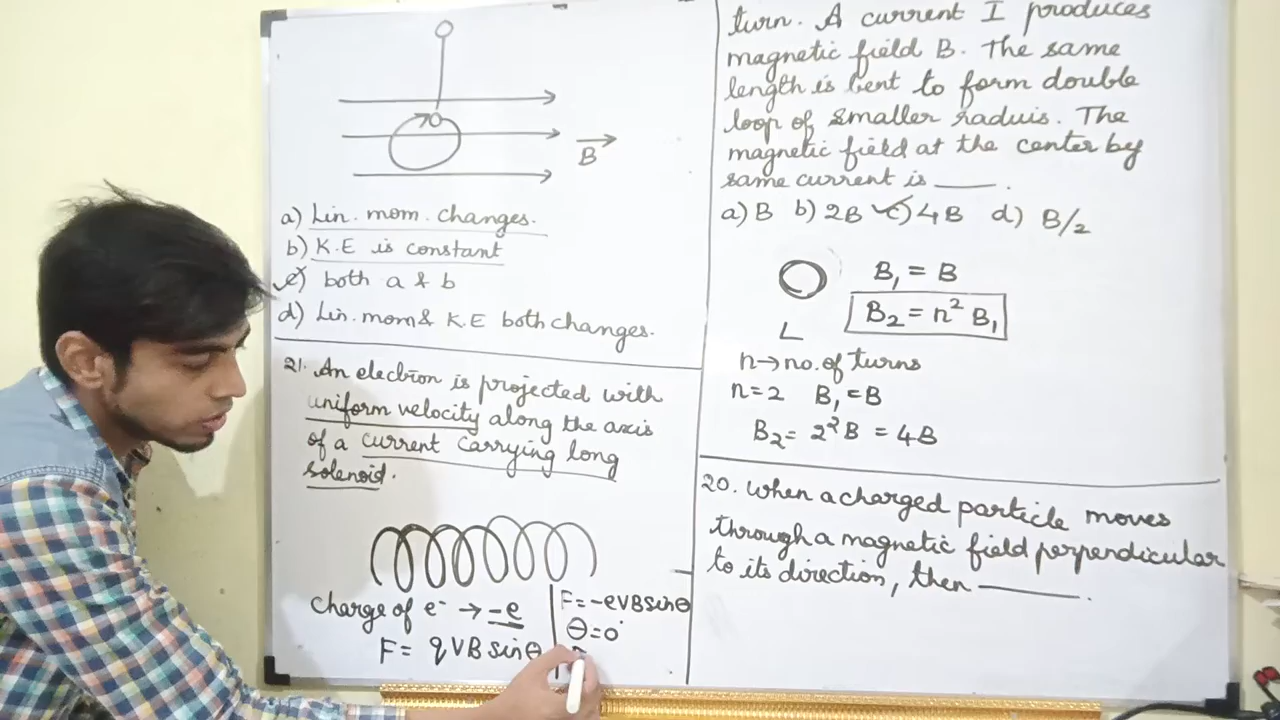 B
a) Lin. mom. changes.
b) K.E is constant
c) both a & b
d) Lin. mom & K.E both changes.
21. An electron is projected with
uniform velocity along the axis
of a current carrying long
solenoid.
charge of e⁻ → -e
F = qVB sinθ
F = -eVB sinθ
θ = 0°
turn. A current I produces
magnetic field B. The same
length is bent to form double
loop of smaller raduis. The
magnetic field at the center by
same current is ____.
a) B b) 2B c) 4B d) B/2
B₁ = B
B₂ = n² B₁
L
n → no. of turns
n = 2 B₁ = B
B₂ = 2² B = 4B
20. When a charged particle moves
through a magnetic field perpendicular
to its direction, then ______.